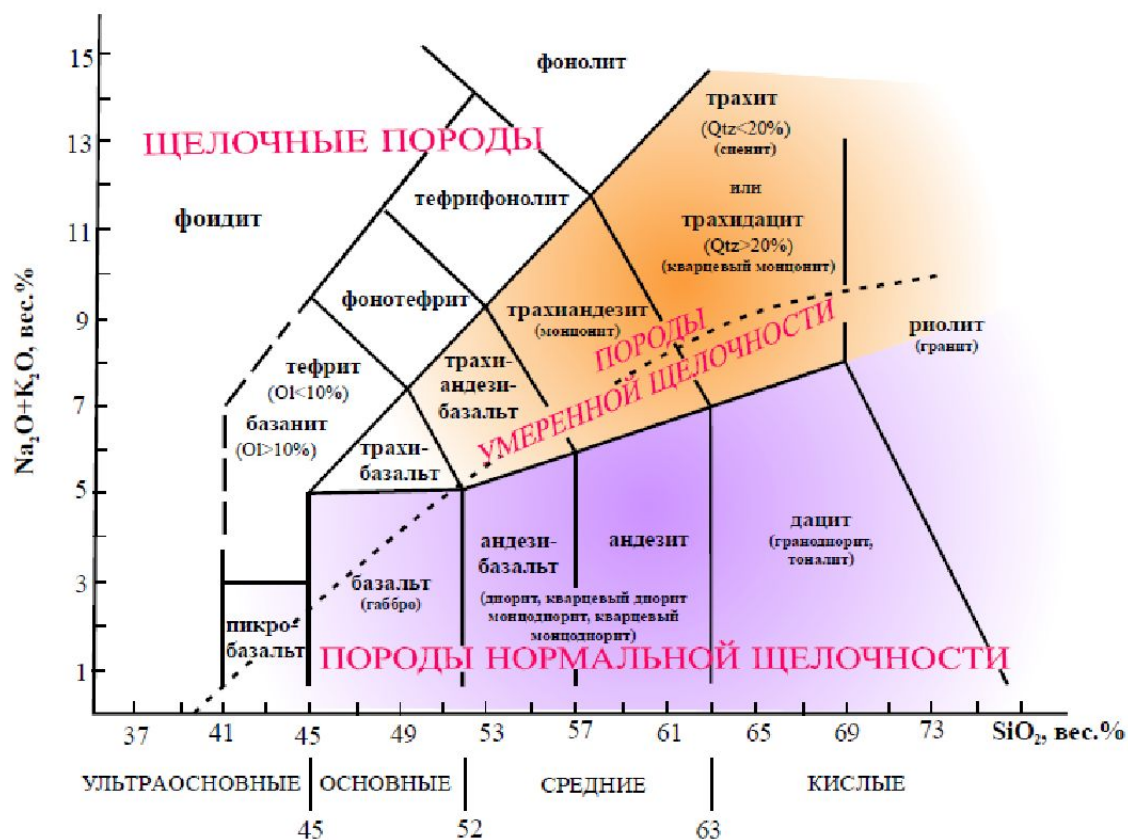 15
13
11
9
7
5
3
1
Na₂O+K₂O, вес.%
фонолит
ЩЕЛОЧНЫЕ ПОРОДЫ
трахит
(Qtz<20%)
(сиенит)
или
трахидацит
(Qtz>20%)
(кварцевый монцонит)
тефрифонолит
фоидит
фонотефрит
трахиандезит
(монцонит)
ПОРОДЫ
УМЕРЕННОЙ ЩЕЛОЧНОСТИ
риолит
(гранит)
тефрит
(Ol<10%)
базанит
(Ol>10%)
трахи-
андези-
базальт
трахи-
базальт
андези-
базальт
андезит
(диорит, кварцевый диорит
монцодиорит, кварцевый
монцодиорит)
дацит
(гранодиорит,
тоналит)
базальт
(габбро)
пикро-
базальт
ПОРОДЫ НОРМАЛЬНОЙ ЩЕЛОЧНОСТИ
37 41 45 49 53 57 61 65 69 73 SiO₂, вес.%
УЛЬТРАОСНОВНЫЕ ОСНОВНЫЕ СРЕДНИЕ КИСЛЫЕ
45 52 63